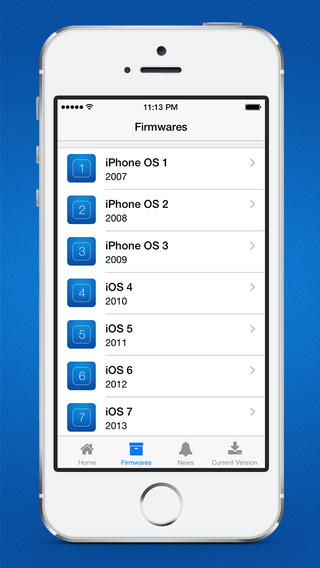 11:13 PM
Firmwares
1
iPhone OS 1
2007
2
iPhone OS 2
2008
3
iPhone OS 3
2009
4
iOS 4
2010
5
iOS 5
2011
6
iOS 6
2012
7
iOS 7
2013
Home Firmwares News Current Version